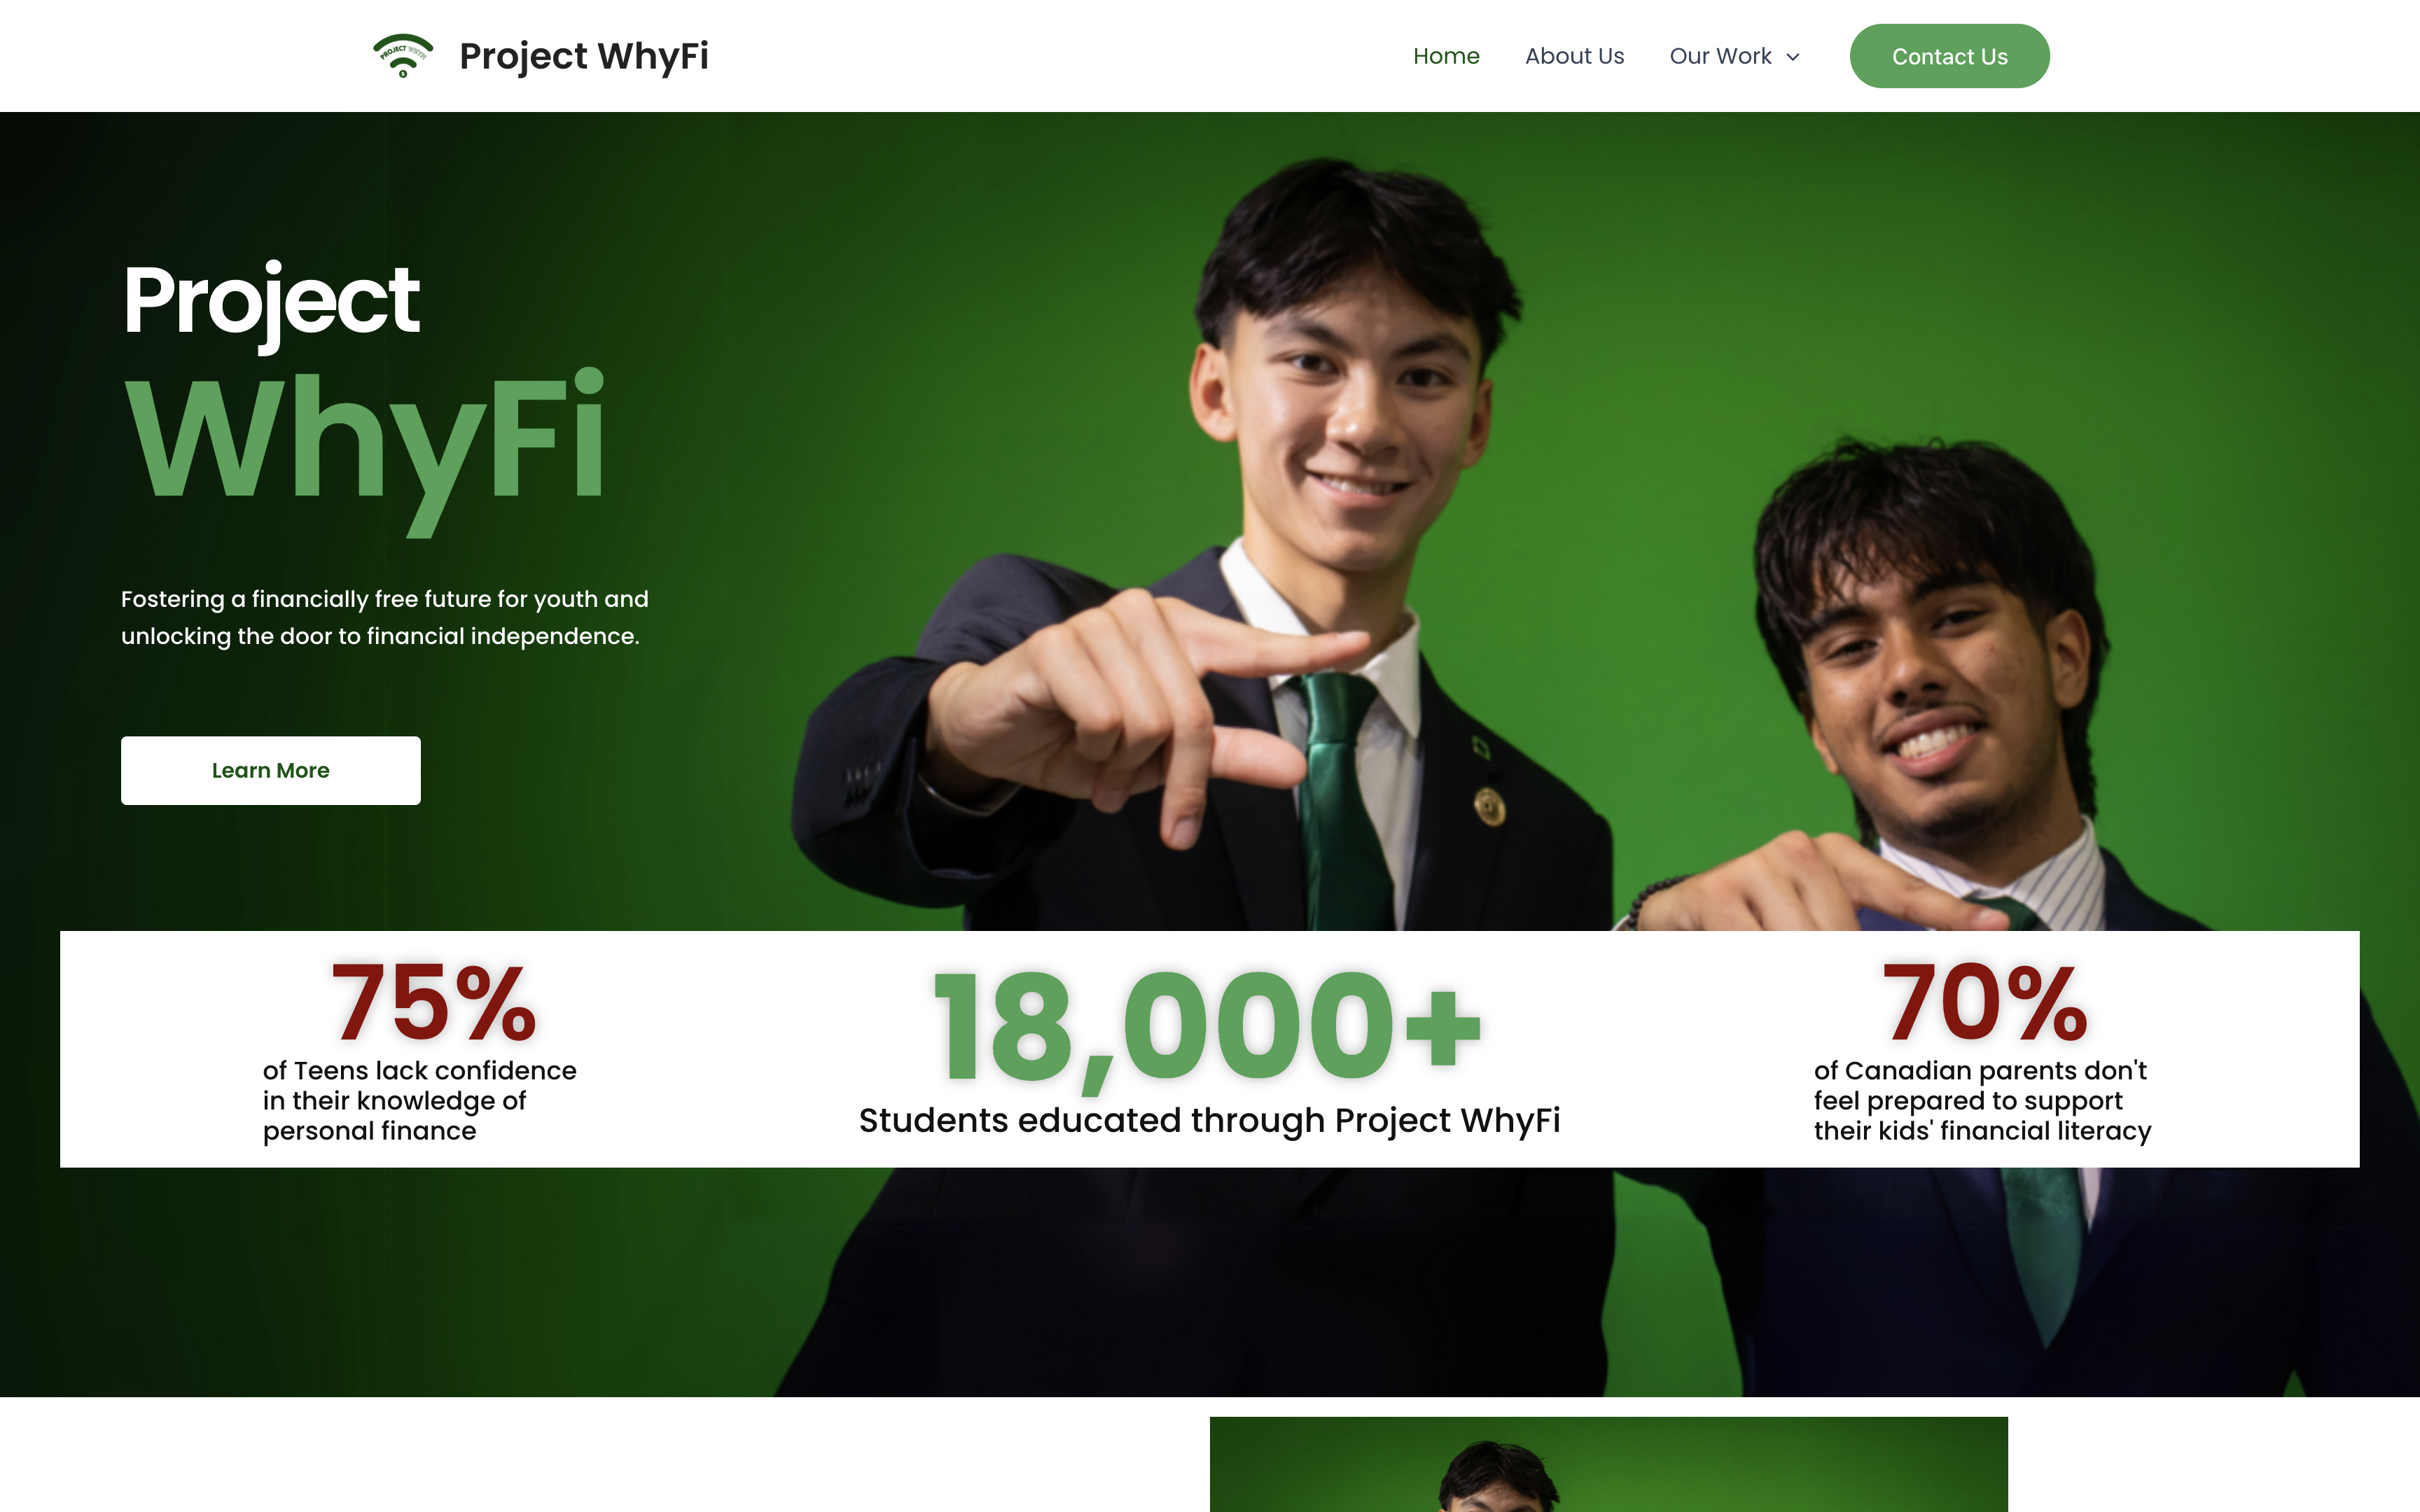 PROJECT WHYFI
Project WhyFi
Home
About Us
Our Work
Contact Us
Project
WhyFi
Fostering a financially free future for youth and
unlocking the door to financial independence.
Learn More
75%
of Teens lack confidence
in their knowledge of
personal finance
18,000+
Students educated through Project WhyFi
70%
of Canadian parents don't
feel prepared to support
their kids' financial literacy